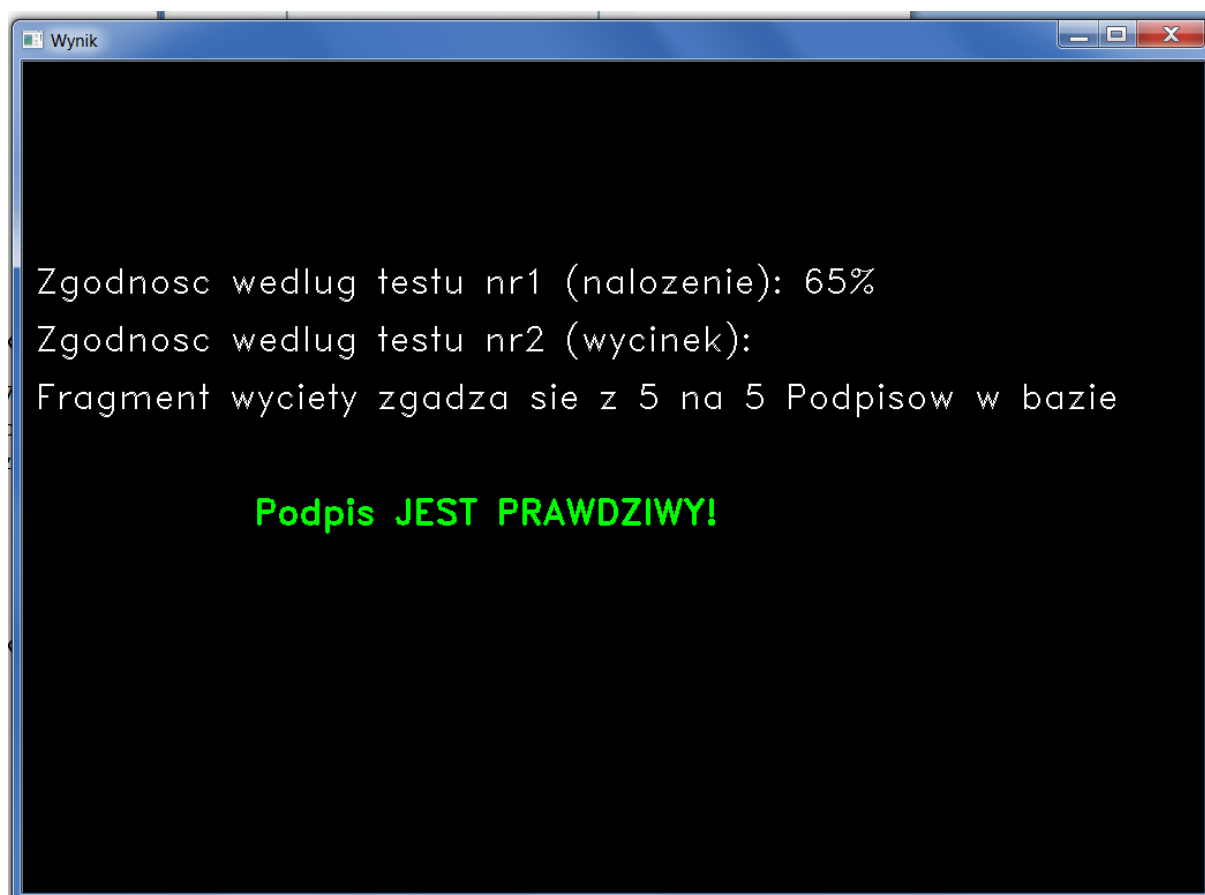 Wynik
Zgodnosc wedlug testu nr1 (nalozenie): 65%
Zgodnosc wedlug testu nr2 (wycinek):
Fragment wyciety zgadza sie z 5 na 5 Podpisow w bazie
Podpis JEST PRAWDZIWY!